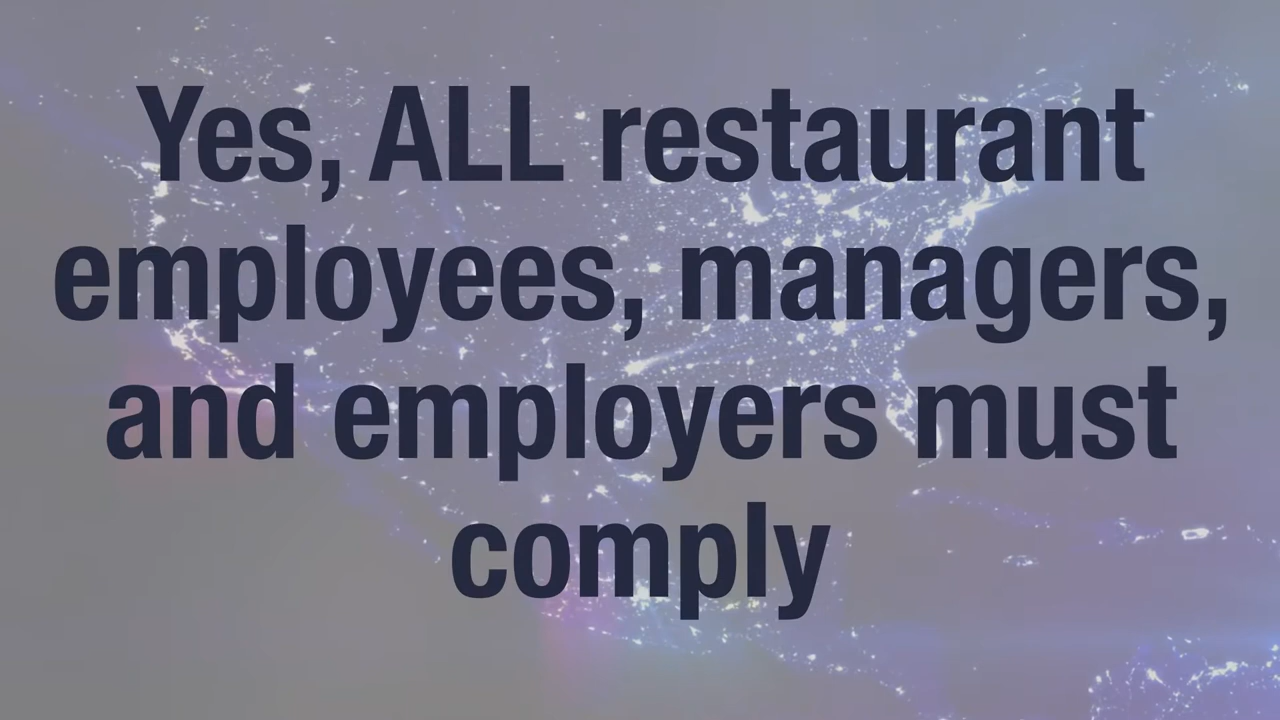 Yes, ALL restaurant
employees, managers,
and employers must
comply